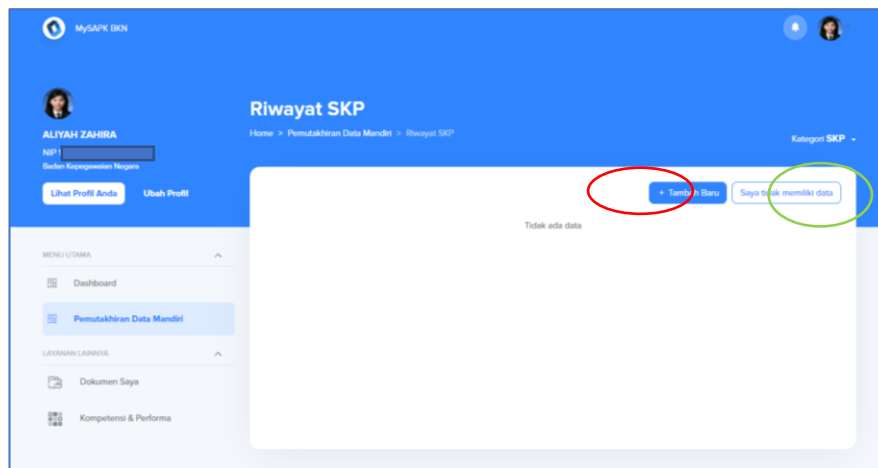 MySAPK BKN
ALIYAH ZAHIRA
NIP
Badan Kepegawaian Negara
Lihat Profil Anda Ubah Profil
Riwayat SKP
Home > Pemutakhiran Data Mandiri > Riwayat SKP
Kategori SKP
+ Tambah Baru Saya tidak memiliki data
Tidak ada data
MENU UTAMA
Dashboard
Pemutakhiran Data Mandiri
LAYANAN LAINNYA
Dokumen Saya
Kompetensi & Performa